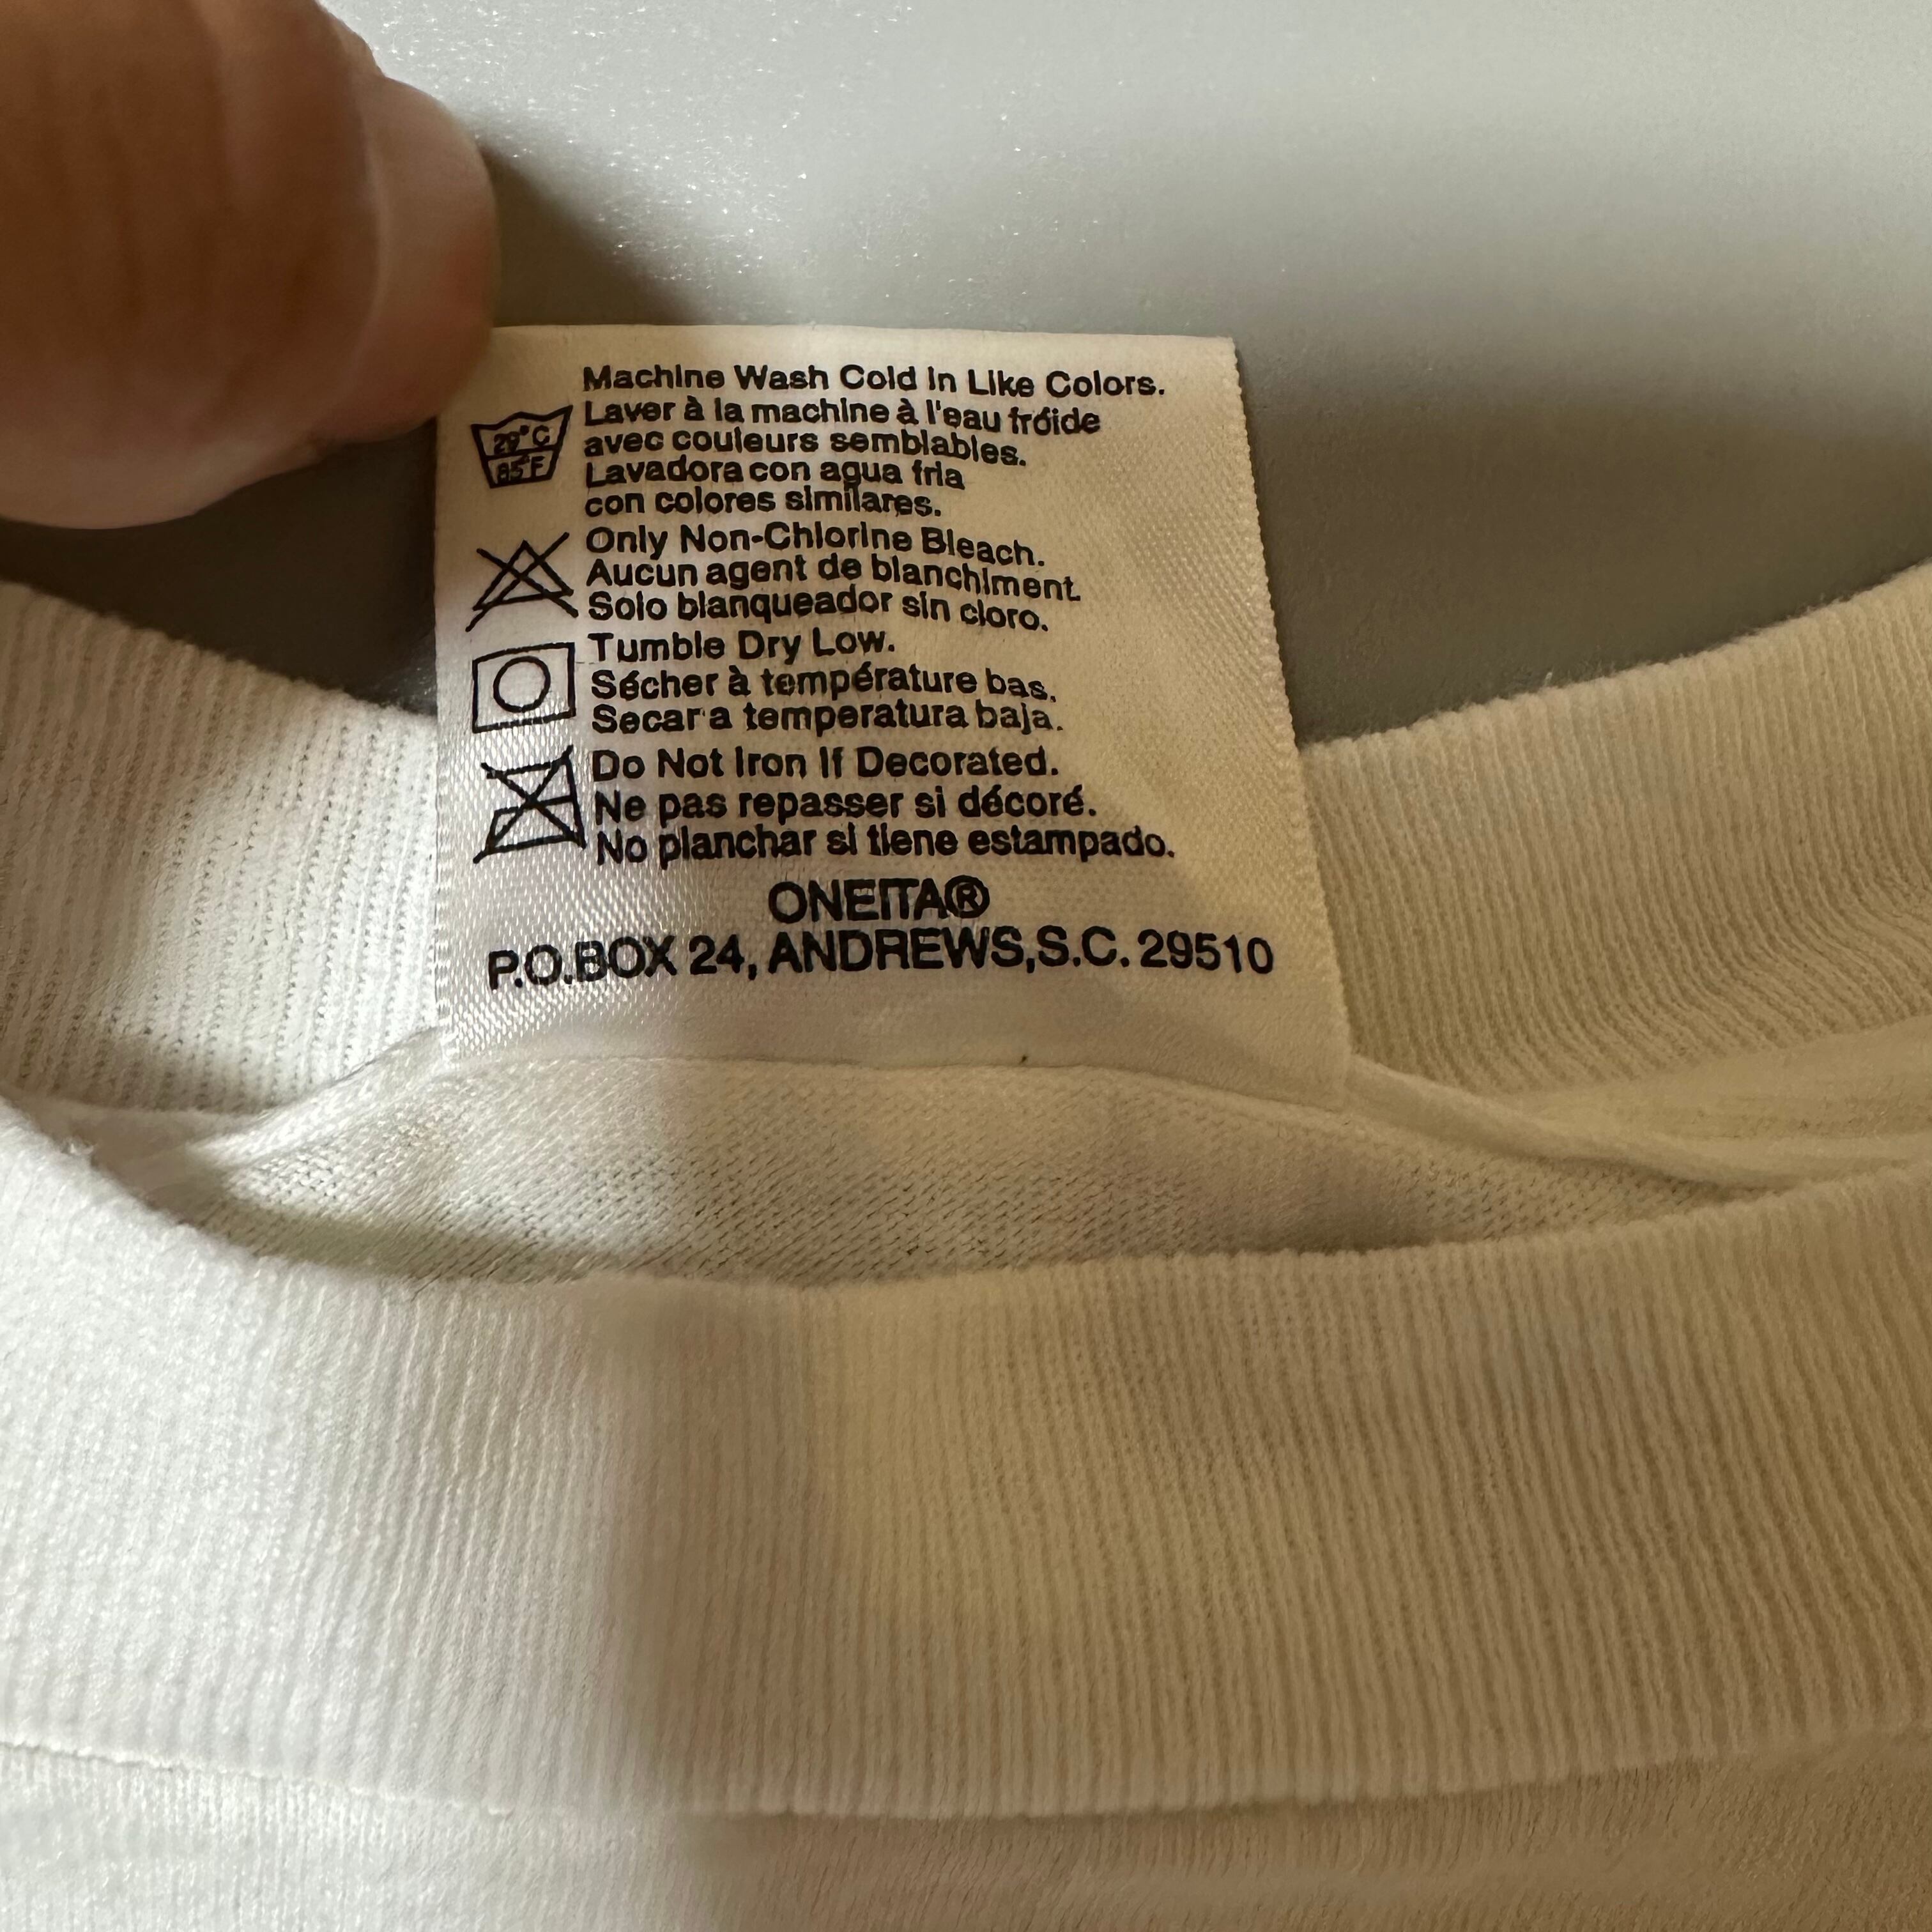 Machine Wash Cold in Like Colors.
29°C
85°F
Laver à la machine à l'eau fróide
avec couleurs semblables.
Lavadora con agua fria
con colores similares.
Only Non-Chlorine Bleach.
Aucun agent de blanchiment.
Solo blanqueador sin cloro.
Tumble Dry Low.
Sécher à température bas.
Secar a temperatura baja.
Do Not Iron If Decorated.
Ne pas repasser si décoré.
No planchar si tiene estampado.
ONEITA®
P.O.BOX 24, ANDREWS,S.C. 29510